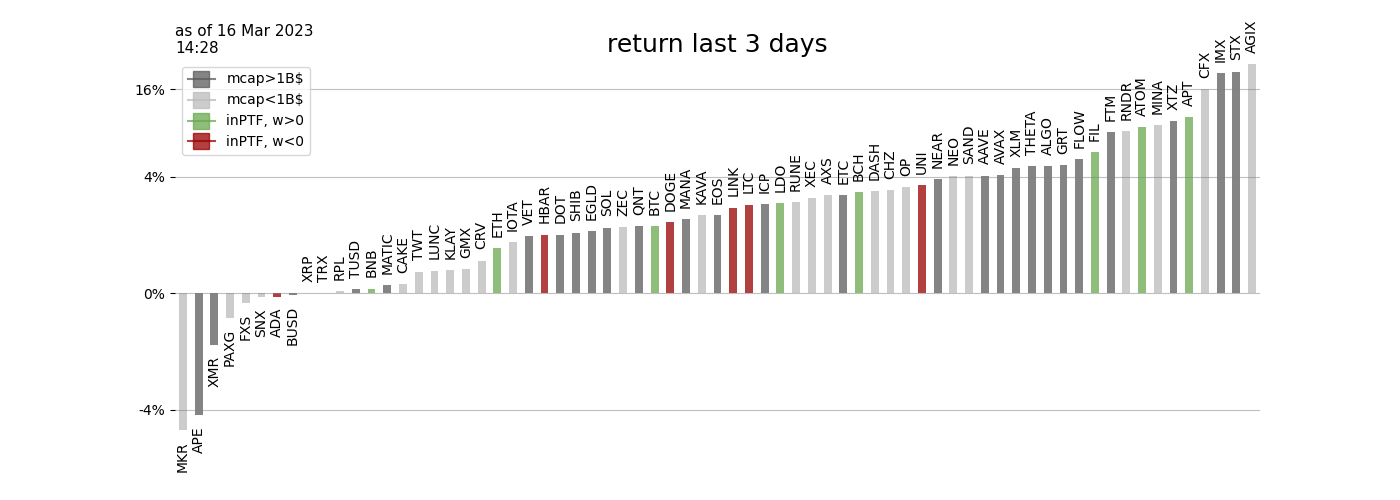 as of 16 Mar 2023
14:28
return last 3 days
mcap>1B$
mcap<1B$
inPTF, w>0
inPTF, w<0
16%
4%
0%
-4%
MKR
APE
XMR
PAXG
FXS
SNX
ADA
BUSD
XRP
TRX
RPL
TUSD
BNB
MATIC
CAKE
TWT
LUNC
KLAY
GMX
CRV
ETH
IOTA
VET
HBAR
DOT
SHIB
EGLD
SOL
ZEC
QNT
BTC
DOGE
MANA
KAVA
EOS
LINK
LTC
ICP
LDO
RUNE
XEC
AXS
ETC
BCH
DASH
CHZ
OP
UNI
NEAR
NEO
SAND
AAVE
AVAX
XLM
THETA
ALGO
GRT
FLOW
FIL
FTM
RNDR
ATOM
MINA
XTZ
APT
CFX
IMX
STX
AGIX